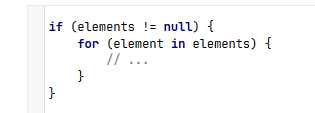 if (elements != null) {
    for (element in elements) {
        // ...
    }
}